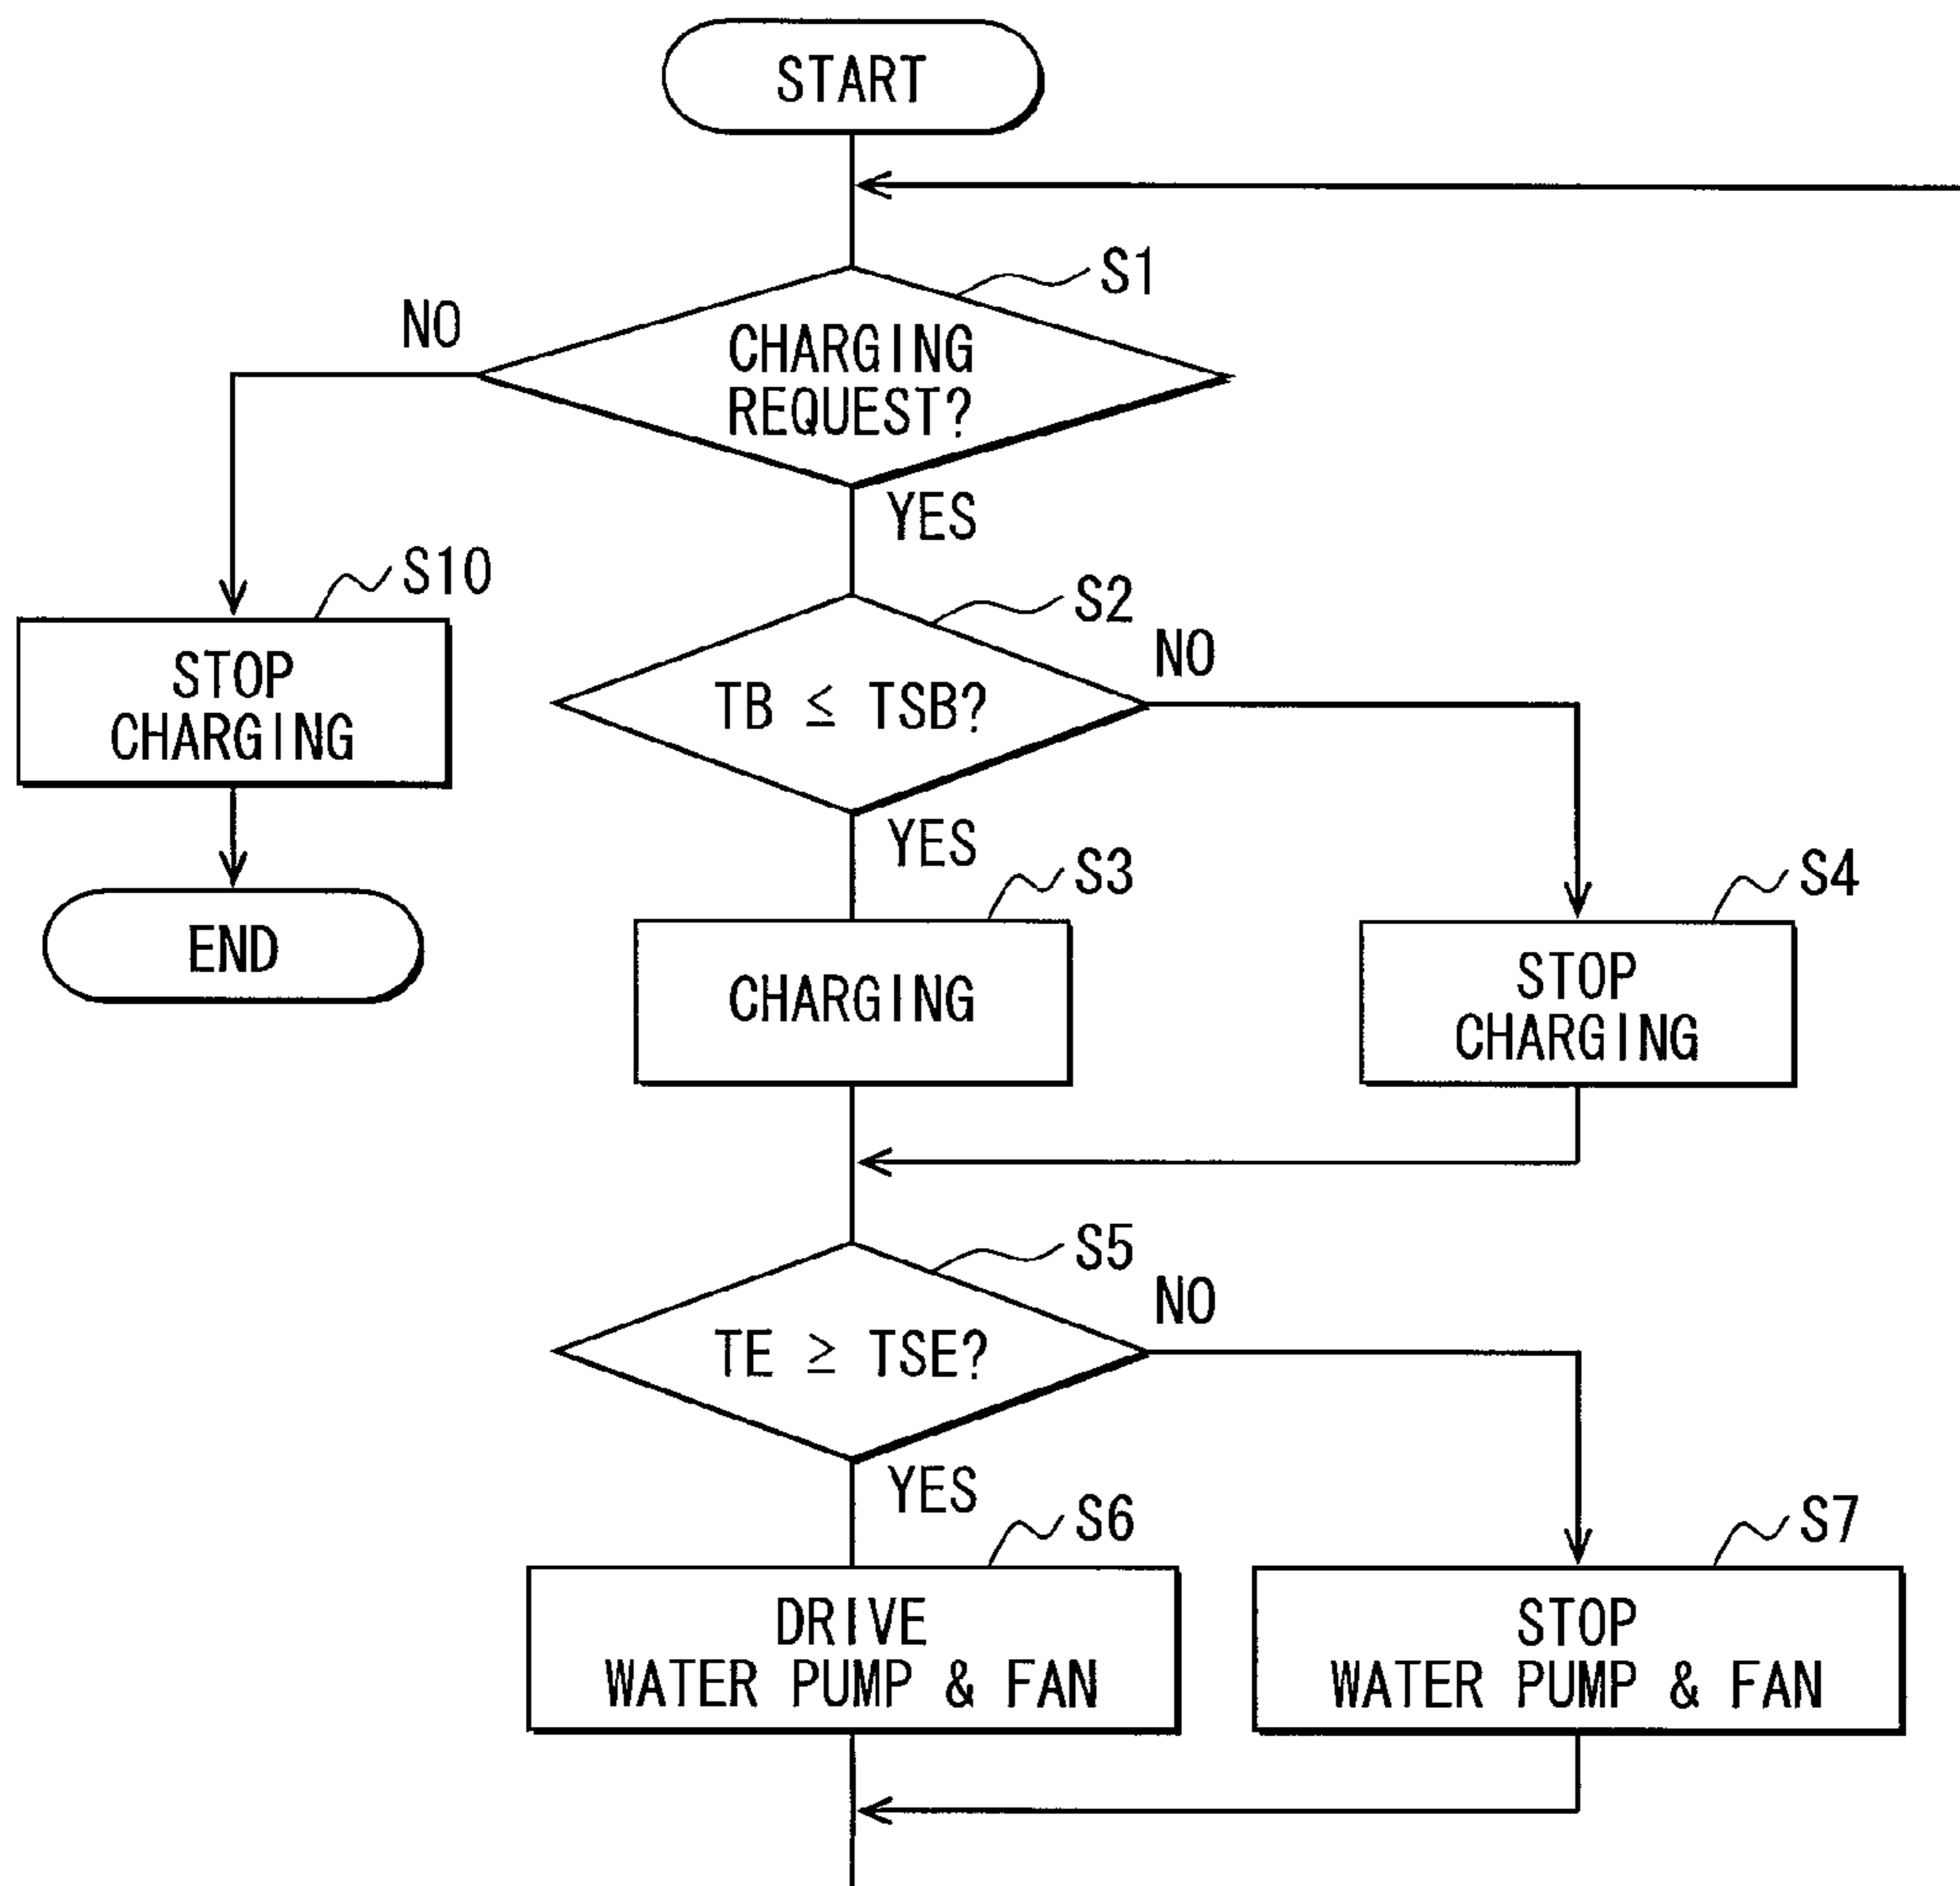 START
S1
NO
CHARGING
REQUEST?
YES
S10
STOP
CHARGING
END
S2
NO
TB ≤ TSB?
YES
S3
CHARGING
S4
STOP
CHARGING
S5
NO
TE ≥ TSE?
YES
S6
DRIVE
WATER PUMP & FAN
S7
STOP
WATER PUMP & FAN